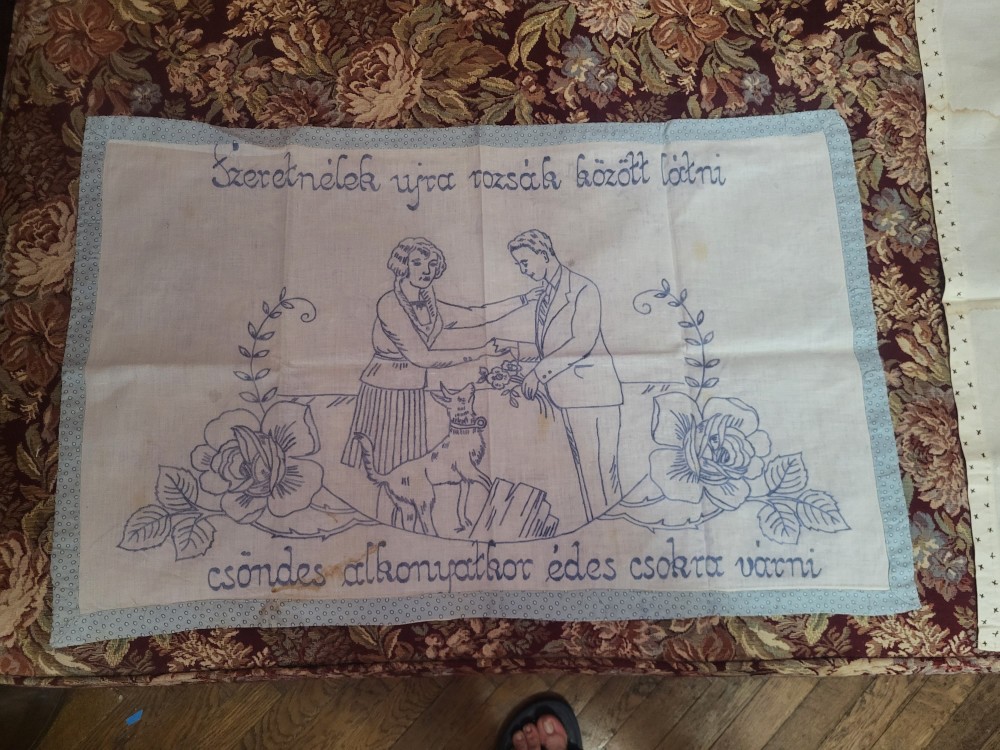 Szeretnélek ujra rozsák között látni
csöndes alkonyatkor édes csokra várni